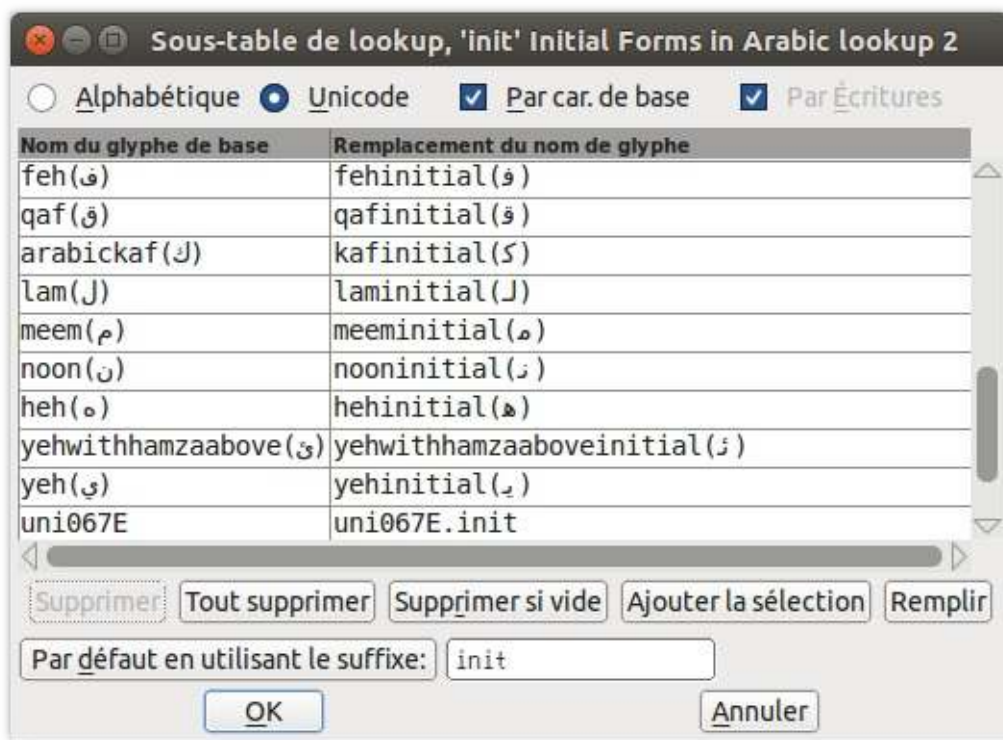 Sous-table de lookup, 'init' Initial Forms in Arabic lookup 2
Alphabétique Unicode Par car. de base Par Écritures
Nom du glyphe de base Remplacement du nom de glyphe
feh(ف) fehinitial(ﻓ)
qaf(ق) qafinitial(ﻗ)
arabickaf(ك) kafinitial(ﻛ)
lam(ل) laminitial(ﻟ)
meem(م) meeminitial(ﻣ)
noon(ن) nooninitial(ﻧ)
heh(ه) hehinitial(ﻫ)
yehwithhamzaabove(ئ) yehwithhamzaaboveinitial(ﺋ)
yeh(ي) yehinitial(ﻳ)
uni067E uni067E.init
Supprimer Tout supprimer Supprimer si vide Ajouter la sélection Remplir
Par défaut en utilisant le suffixe: init
OK Annuler